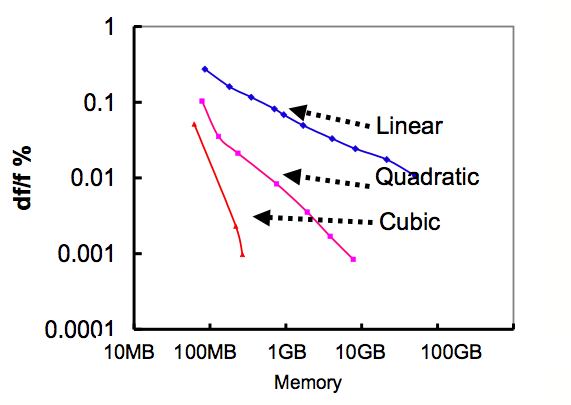 1
0.1
Linear
df/f %
0.01
Quadratic
Cubic
0.001
0.0001
10MB 100MB 1GB 10GB 100GB
Memory